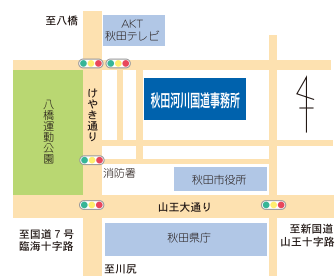 至八橋
AKT
秋田テレビ
秋田河川国道事務所
けやき通り
八橋運動公園
消防署
秋田市役所
山王大通り
至国道７号
臨海十字路
秋田県庁
至新国道
山王十字路
至川尻